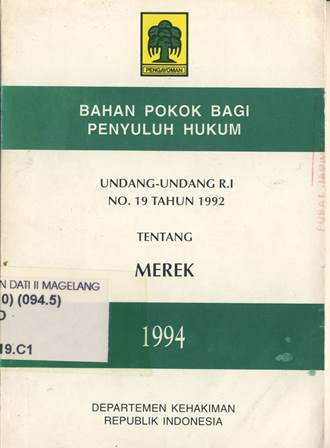 PENGAYOMAN
BAHAN POKOK BAGI
PENYULUH HUKUM
UNDANG-UNDANG R.I
NO. 19 TAHUN 1992
TENTANG
MEREK
N DATI II MAGELANG
0) (094.5)
19.C1
1994
DEPARTEMEN KEHAKIMAN
REPUBLIK INDONESIA